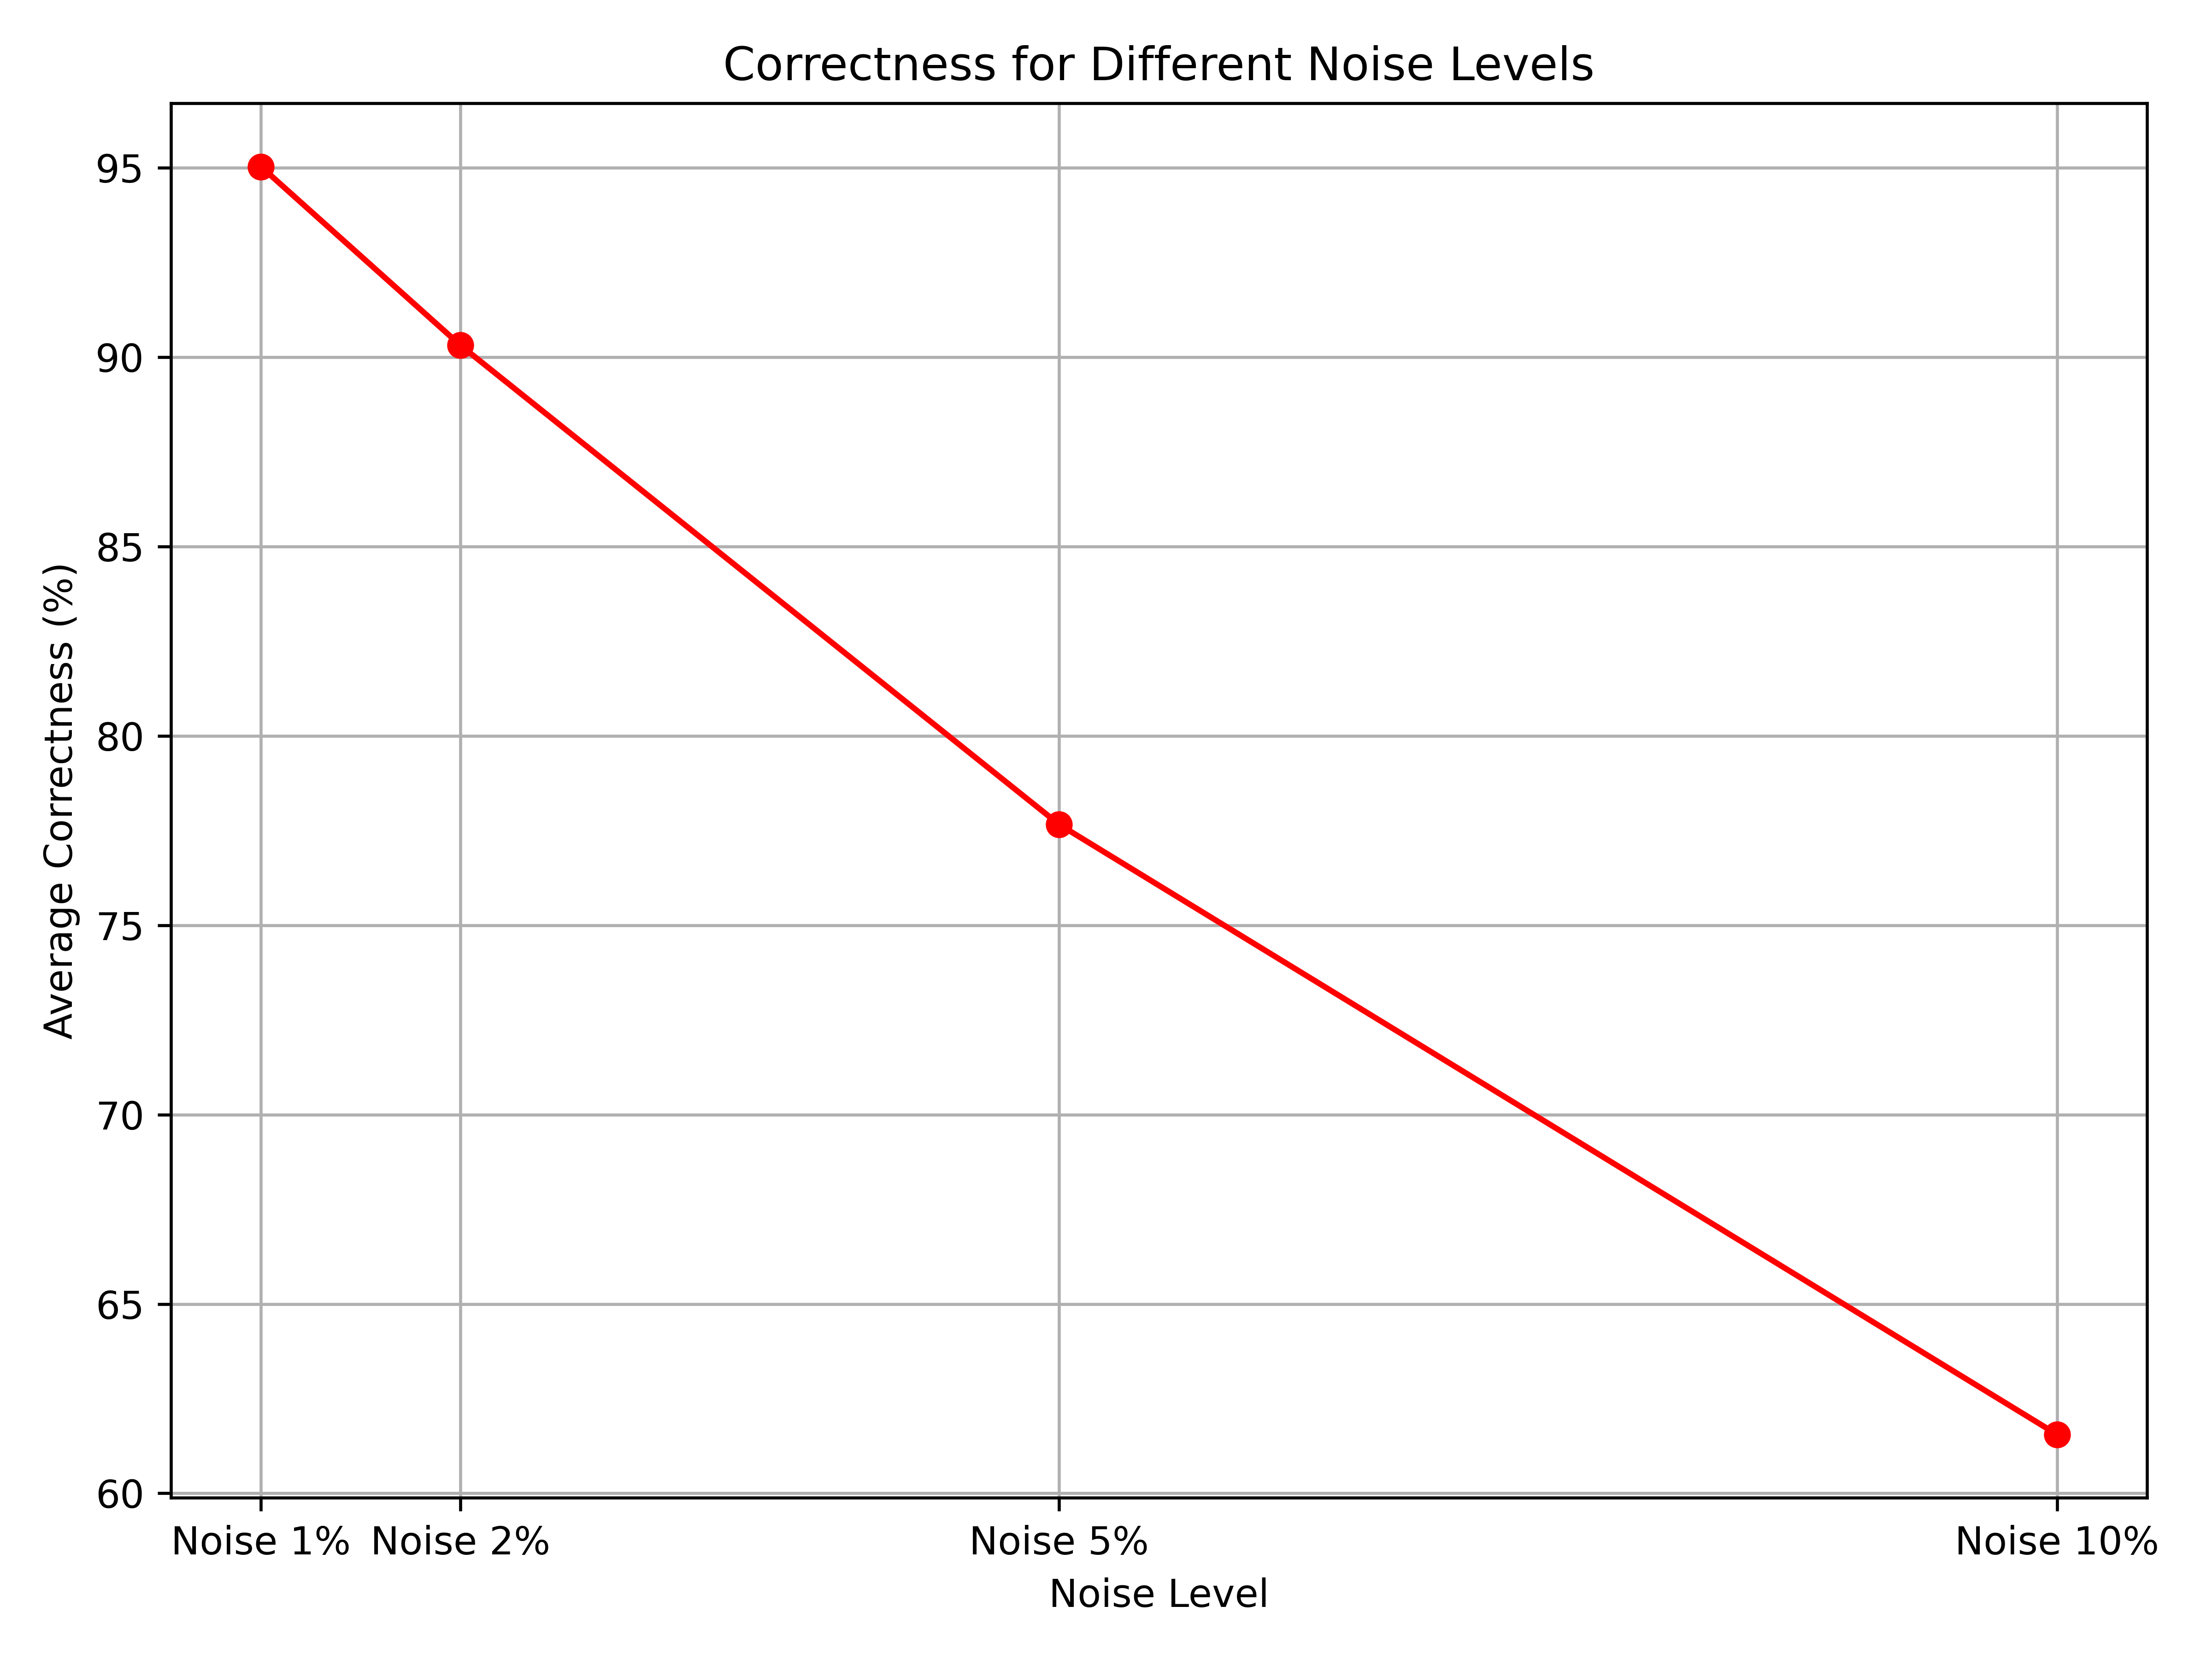 Correctness for Different Noise Levels
95
90
85
80
75
70
65
60
Average Correctness (%)
Noise 1% Noise 2% Noise 5% Noise 10%
Noise Level